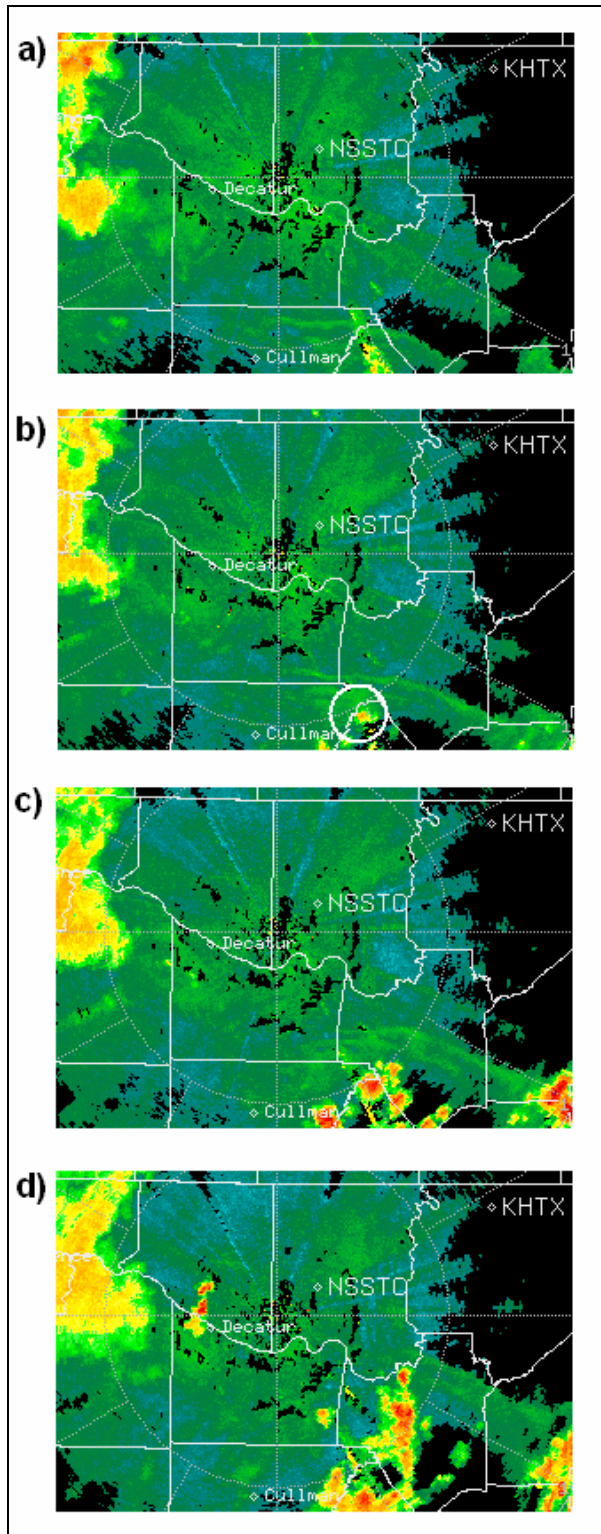 a)
KHTX
NSSTC
Decatur
Cullman
b)
KHTX
NSSTC
Decatur
Cullman
c)
KHTX
NSSTC
Decatur
Cullman
d)
KHTX
NSSTC
Decatur
Cullman